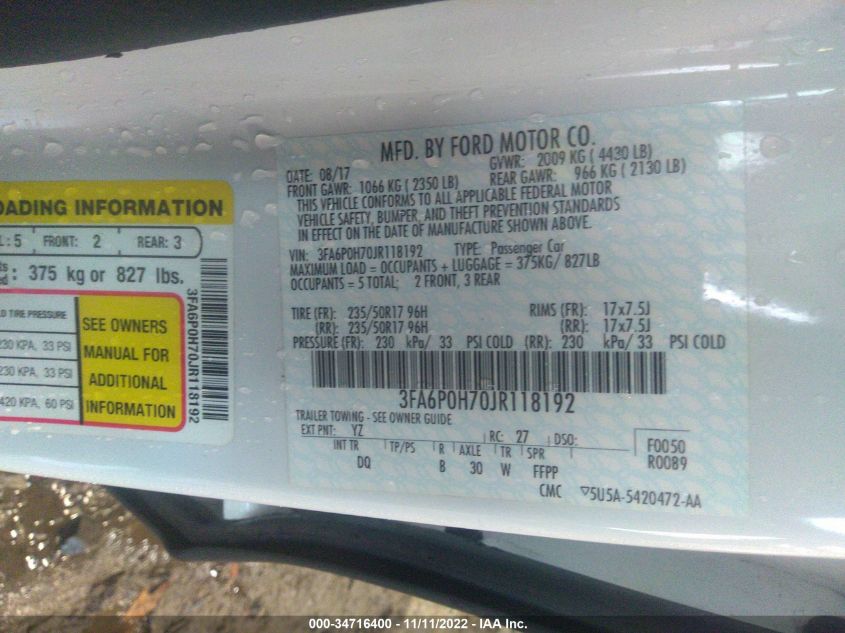 OADING INFORMATION
L: 5 FRONT: 2 REAR: 3
: 375 kg or 827 lbs.
D TIRE PRESSURE
230 KPA, 33 PSI
230 KPA, 33 PSI
420 KPA, 60 PSI
SEE OWNERS
MANUAL FOR
ADDITIONAL
INFORMATION
3FA6P0H70JR118192
MFD. BY FORD MOTOR CO.
DATE: 08/17 GVWR: 2009 KG ( 4430 LB)
FRONT GAWR: 1066 KG ( 2350 LB) REAR GAWR: 966 KG ( 2130 LB)
THIS VEHICLE CONFORMS TO ALL APPLICABLE FEDERAL MOTOR
VEHICLE SAFETY, BUMPER, AND THEFT PREVENTION STANDARDS
IN EFFECT ON THE DATE OF MANUFACTURE SHOWN ABOVE.
VIN: 3FA6P0H70JR118192 TYPE: Passenger Car
MAXIMUM LOAD = OCCUPANTS + LUGGAGE = 375KG/ 827LB
OCCUPANTS = 5 TOTAL; 2 FRONT, 3 REAR
TIRE (FR): 235/50R17 96H RIMS (FR): 17x7.5J
(RR): 235/50R17 96H (RR): 17x7.5J
PRESSURE (FR): 230 kPa/ 33 PSI COLD (RR): 230 kPa/ 33 PSI COLD
3FA6P0H70JR118192
TRAILER TOWING - SEE OWNER GUIDE
EXT PNT: YZ RC: 27 DSO: F0050
INT TR TP/PS R AXLE TR SPR R0089
DQ B 30 W FFPP
CMC ▽5U5A-5420472-AA
000-34716400 - 11/11/2022 - IAA Inc.